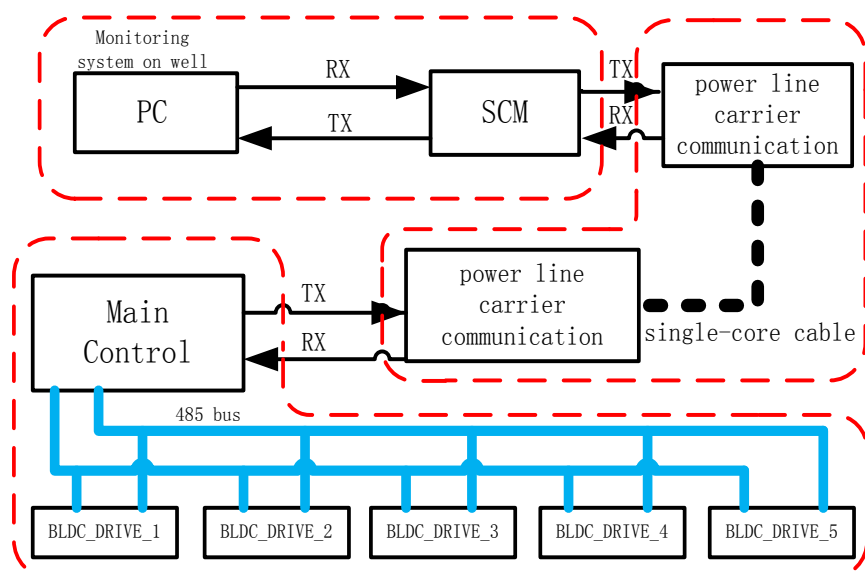 Monitoring
system on well
RX
TX
PC
SCM
TX
RX
power line
carrier
communication
Main
Control
TX
RX
power line
carrier
communication
single-core cable
485 bus
BLDC_DRIVE_1
BLDC_DRIVE_2
BLDC_DRIVE_3
BLDC_DRIVE_4
BLDC_DRIVE_5